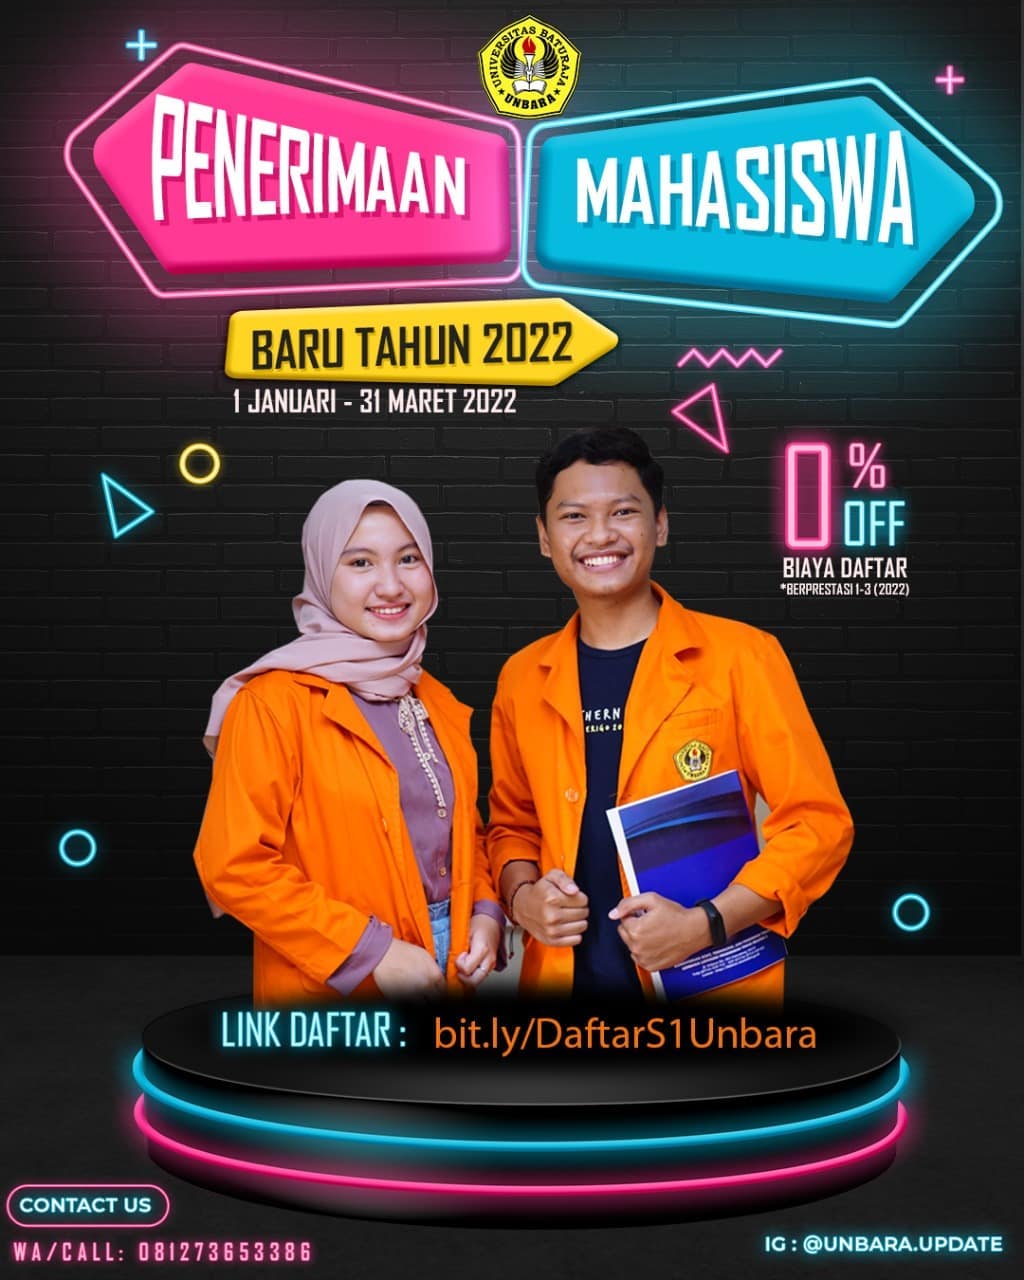 UNIVERSITAS BATURAJA
UNBARA
PENERIMAAN
MAHASISWA
BARU TAHUN 2022
1 JANUARI - 31 MARET 2022
0% OFF
BIAYA DAFTAR
*BERPRESTASI 1-3 (2022)
LINK DAFTAR : bit.ly/DaftarS1Unbara
CONTACT US
WA/CALL: 081273653386
IG : @UNBARA.UPDATE